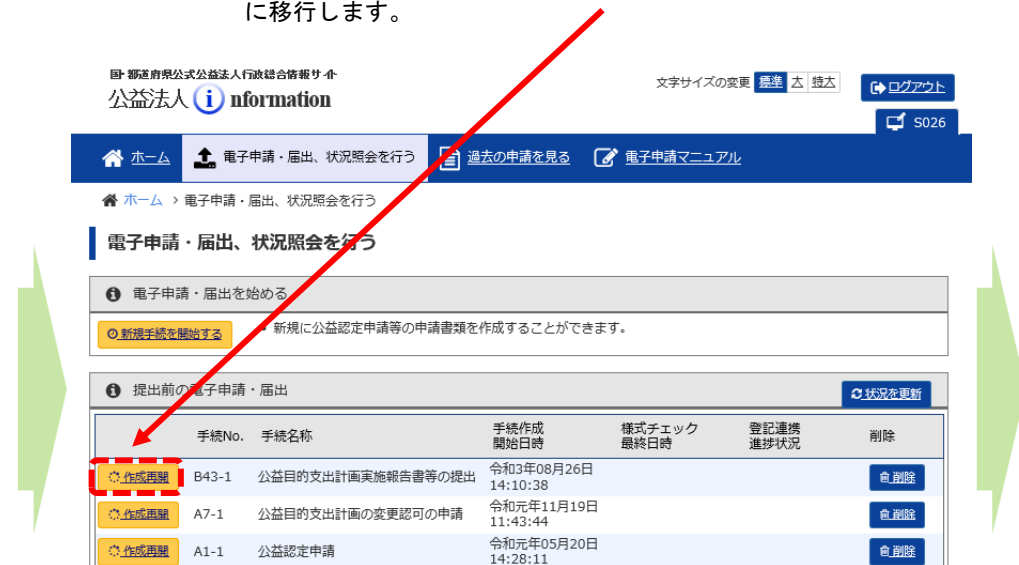 に移行します。
国・都道府県公式公益法人行政総合情報サイト
公益法人 information
文字サイズの変更 標準 大 特大
ログアウト
S026
ホーム 電子申請・届出、状況照会を行う 過去の申請を見る 電子申請マニュアル
ホーム > 電子申請・届出、状況照会を行う
電子申請・届出、状況照会を行う
電子申請・届出を始める
新規手続を開始する
・ 新規に公益認定申請等の申請書類を作成することができます。
提出前の電子申請・届出
状況を更新
手続No. 手続名称 手続作成開始日時 様式チェック最終日時 登記連携進捗状況 削除
作成再開 B43-1 公益目的支出計画実施報告書等の提出 令和3年08月26日 14:10:38 削除
作成再開 A7-1 公益目的支出計画の変更認可の申請 令和元年11月19日 11:43:44 削除
作成再開 A1-1 公益認定申請 令和元年05月20日 14:28:11 削除